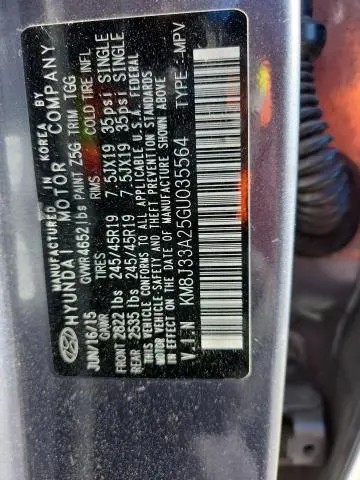 MANUFACTURED IN KOREA BY
HYUNDAI MOTOR COMPANY
JUN/16/15 GVWR 4652 lbs PAINT Z5G TRIM TGG
TIRES RIMS COLD TIRE INFL
FRONT 2822 lbs 245/45R19 7.5JX19 35psi SINGLE
REAR 2535 lbs 245/45R19 7.5JX19 35psi SINGLE
THIS VEHICLE CONFORMS TO ALL APPLICABLE U.S.A. FEDERAL
MOTOR VEHICLE-SAFETY, BUMPER, AND THEFT PREVENTION STANDARDS
IN EFFECT ON THE DATE OF MANUFACTURE SHOWN ABOVE.
V.I.N KM8J33A25GU035564 TYPE : MPV